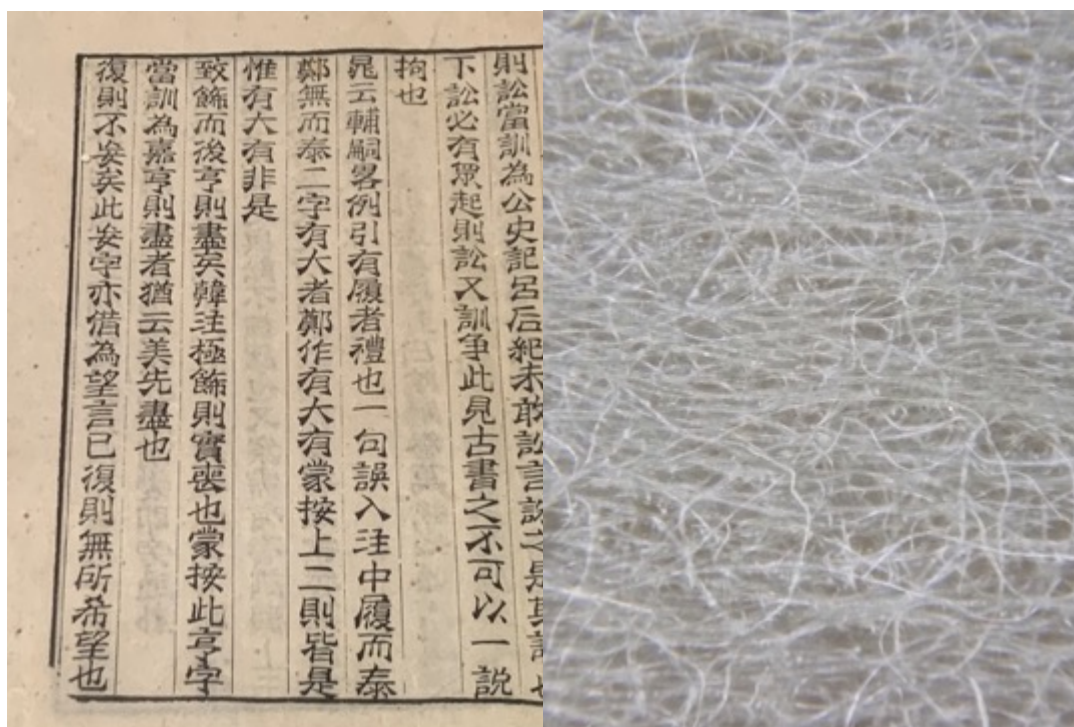 則訟當訓為公史記呂后紀未敢訟言之是其
下訟必有眾起則訟又訓争此見古書之不可以一說
拘也
晁云輔嗣畧例引有履者禮也一句誤入注中履而泰
鄭無而泰二字有大者鄭作有大有蒙按上二則皆是
惟有大有非是
致飾而後亨則盡矣韓注極飾則實喪也蒙按此亨字
當訓為嘉亨則盡者猶云美先盡也
復則不妄矣此妄字亦借為望言已復則無所希望也